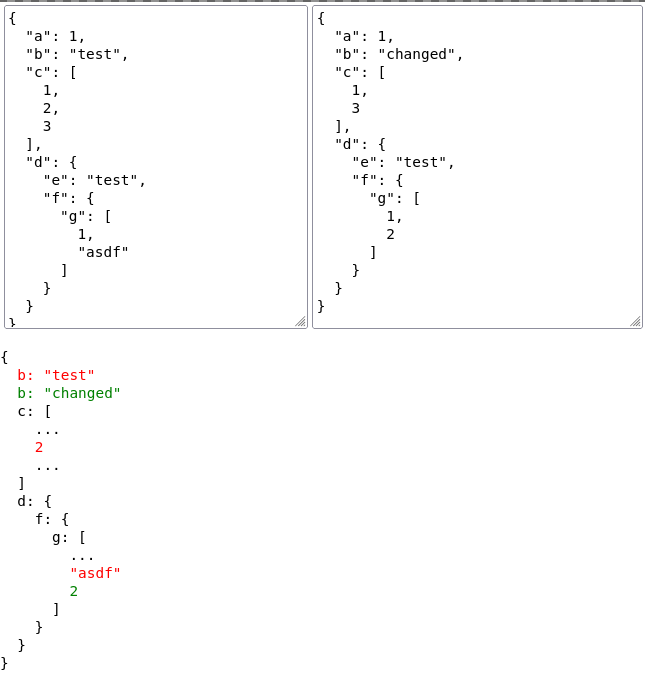 {
  "a": 1,
  "b": "test",
  "c": [
    1,
    2,
    3
  ],
  "d": {
    "e": "test",
    "f": {
      "g": [
        1,
        "asdf"
      ]
    }
  }
}
{
  "a": 1,
  "b": "changed",
  "c": [
    1,
    3
  ],
  "d": {
    "e": "test",
    "f": {
      "g": [
        1,
        2
      ]
    }
  }
}
{
  b: "test"
  b: "changed"
  c: [
    ...
    2
    ...
  ]
  d: {
    f: {
      g: [
        ...
        "asdf"
        2
      ]
    }
  }
}